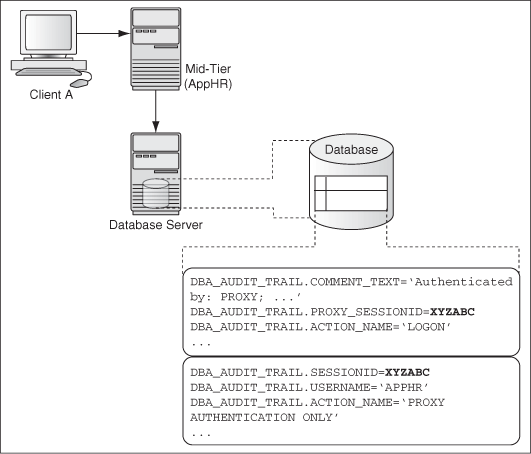 Client A
Mid-Tier
(AppHR)
Database Server
Database
DBA_AUDIT_TRAIL.COMMENT_TEXT=‘Authenticated
by: PROXY; ...’
DBA_AUDIT_TRAIL.PROXY_SESSIONID=XYZABC
DBA_AUDIT_TRAIL.ACTION_NAME=‘LOGON’
...
DBA_AUDIT_TRAIL.SESSIONID=XYZABC
DBA_AUDIT_TRAIL.USERNAME=‘APPHR’
DBA_AUDIT_TRAIL.ACTION_NAME=‘PROXY
AUTHENTICATION ONLY’
...